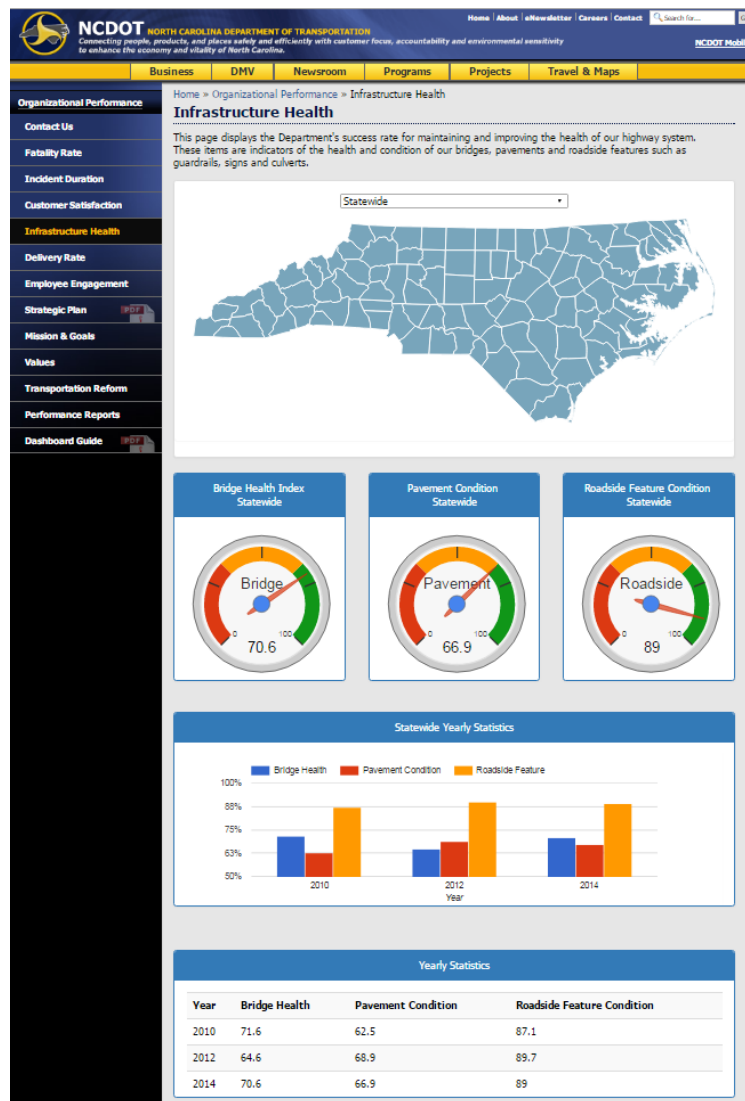 NCDOT NORTH CAROLINA DEPARTMENT OF TRANSPORTATION
Connecting people, products, and places safely and efficiently with customer focus, accountability and environmental sensitivity
to enhance the economy and vitality of North Carolina.
Home About eNewsletter Careers Contact Search for...
NCDOT Mobil
Business DMV Newsroom Programs Projects Travel & Maps
Organizational Performance
Contact Us
Fatality Rate
Incident Duration
Customer Satisfaction
Infrastructure Health
Delivery Rate
Employee Engagement
Strategic Plan PDF
Mission & Goals
Values
Transportation Reform
Performance Reports
Dashboard Guide PDF
Home » Organizational Performance » Infrastructure Health
Infrastructure Health
This page displays the Department's success rate for maintaining and improving the health of our highway system.
These items are indicators of the health and condition of our bridges, pavements and roadside features such as
guardrails, signs and culverts.
Statewide
Bridge Health Index
Statewide
Bridge
0 100
70.6
Pavement Condition
Statewide
Pavement
0 100
66.9
Roadside Feature Condition
Statewide
Roadside
0 100
89
Statewide Yearly Statistics
Bridge Health Pavement Condition Roadside Feature
100%
88%
75%
63%
50%
2010 2012 2014
Year
Yearly Statistics
Year Bridge Health Pavement Condition Roadside Feature Condition
2010 71.6 62.5 87.1
2012 64.6 68.9 89.7
2014 70.6 66.9 89